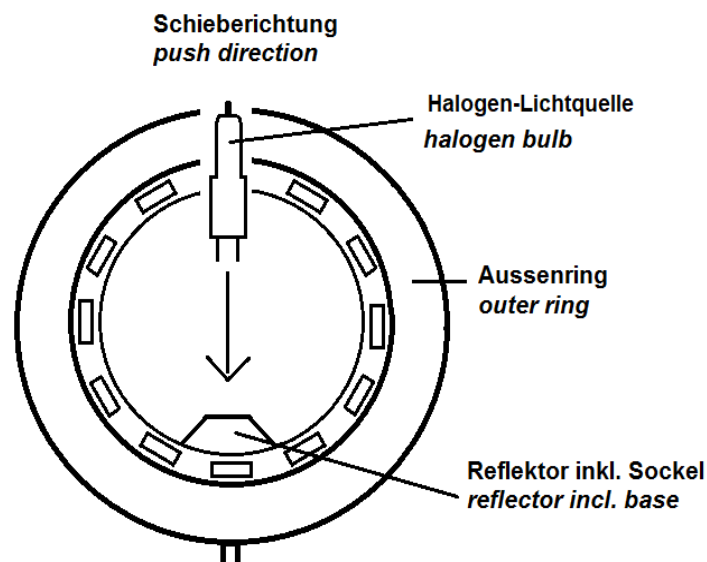 Schieberichtung
push direction
Halogen-Lichtquelle
halogen bulb
Aussenring
outer ring
Reflektor inkl. Sockel
reflector incl. base